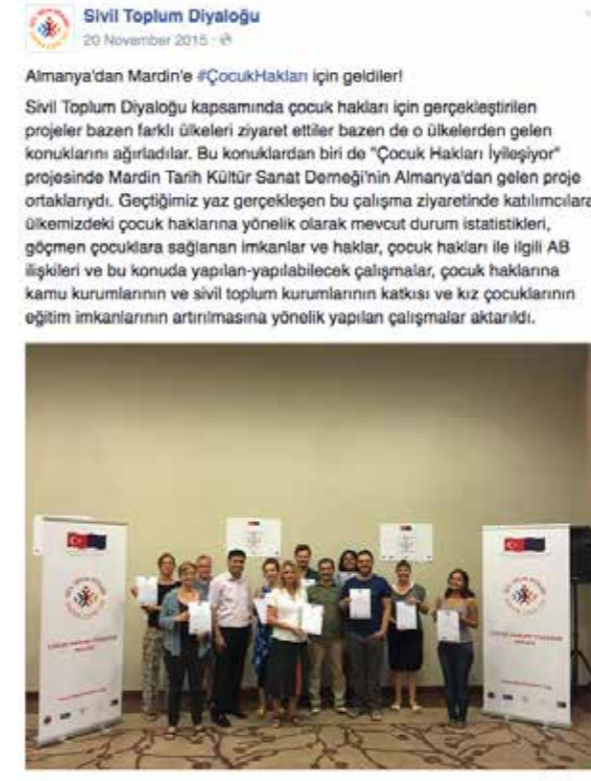 Sivil Toplum Diyaloğu
20 November 2015 ·
Almanya'dan Mardin'e #ÇocukHakları için geldiler!
Sivil Toplum Diyaloğu kapsamında çocuk hakları için gerçekleştirilen
projeler bazen farklı ülkeleri ziyaret ettiler bazen de o ülkelerden gelen
konuklarını ağırladılar. Bu konuklardan biri de "Çocuk Hakları İyileşiyor"
projesinde Mardin Tarih Kültür Sanat Derneği'nin Almanya'dan gelen proje
ortaklarıydı. Geçtiğimiz yaz gerçekleşen bu çalışma ziyaretinde katılımcılara
ülkemizdeki çocuk haklarına yönelik olarak mevcut durum istatistikleri,
göçmen çocuklara sağlanan imkanlar ve haklar, çocuk hakları ile ilgili AB
ilişkileri ve bu konuda yapılan-yapılabilecek çalışmalar, çocuk haklarına
kamu kurumlarının ve sivil toplum kurumlarının katkısı ve kız çocuklarının
eğitim imkanlarının artırılmasına yönelik yapılan çalışmalar aktarıldı.